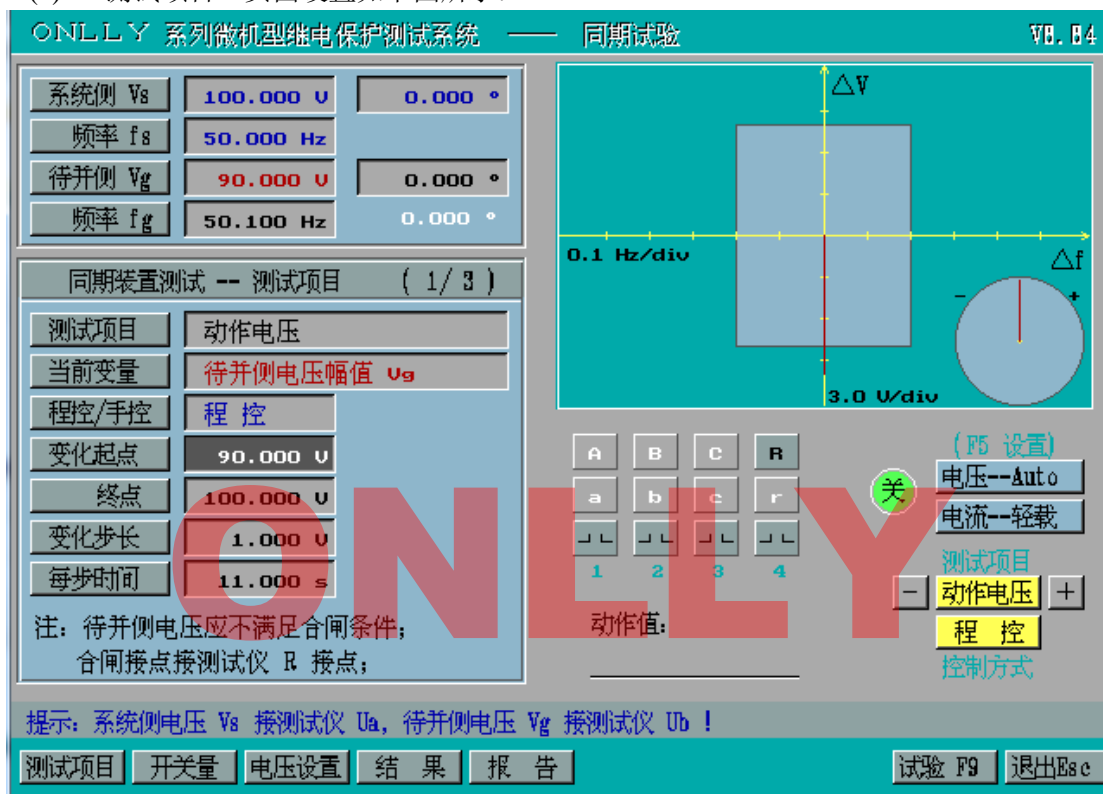 ONLLY 系列微机型继电保护测试系统 —— 同期试验 V8.04
系统侧 Vs 100.000 V 0.000 °
频率 fs 50.000 Hz
待并侧 Vg 90.000 V 0.000 °
频率 fg 50.100 Hz 0.000 °
同期装置测试 -- 测试项目 ( 1/ 3 )
测试项目 动作电压
当前变量 待并侧电压幅值 Vg
程控/手控 程 控
变化起点 90.000 V
终点 100.000 V
变化步长 1.000 V
每步时间 11.000 s
注: 待并侧电压应不满足合闸条件;
合闸接点接测试仪 R 接点;
△V
0.1 Hz/div
△f
- +
3.0 V/div
A B C R
a b c r
1 2 3 4
动作值:
关
(F5 设置)
电压--Auto
电流--轻载
测试项目
- 动作电压 +
程 控
控制方式
ONLLY
提示: 系统侧电压 Vs 接测试仪 Ua, 待并侧电压 Vg 接测试仪 Ub !
测试项目 开关量 电压设置 结 果 报 告 试验 F9 退出Esc